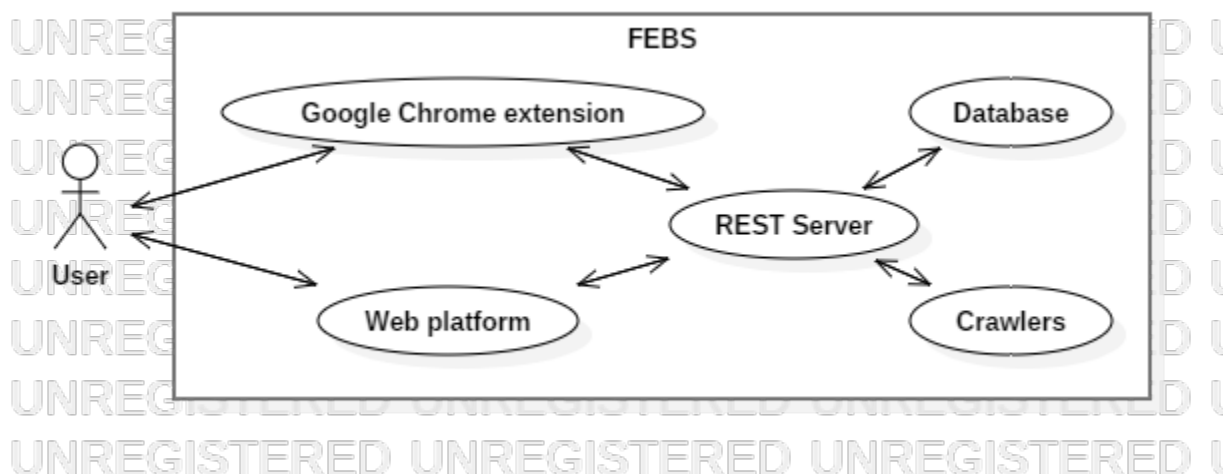 FEBS
Google Chrome extension
Database
REST Server
User
Web platform
Crawlers
UNREGISTERED UNREGISTERED UNREGISTERED